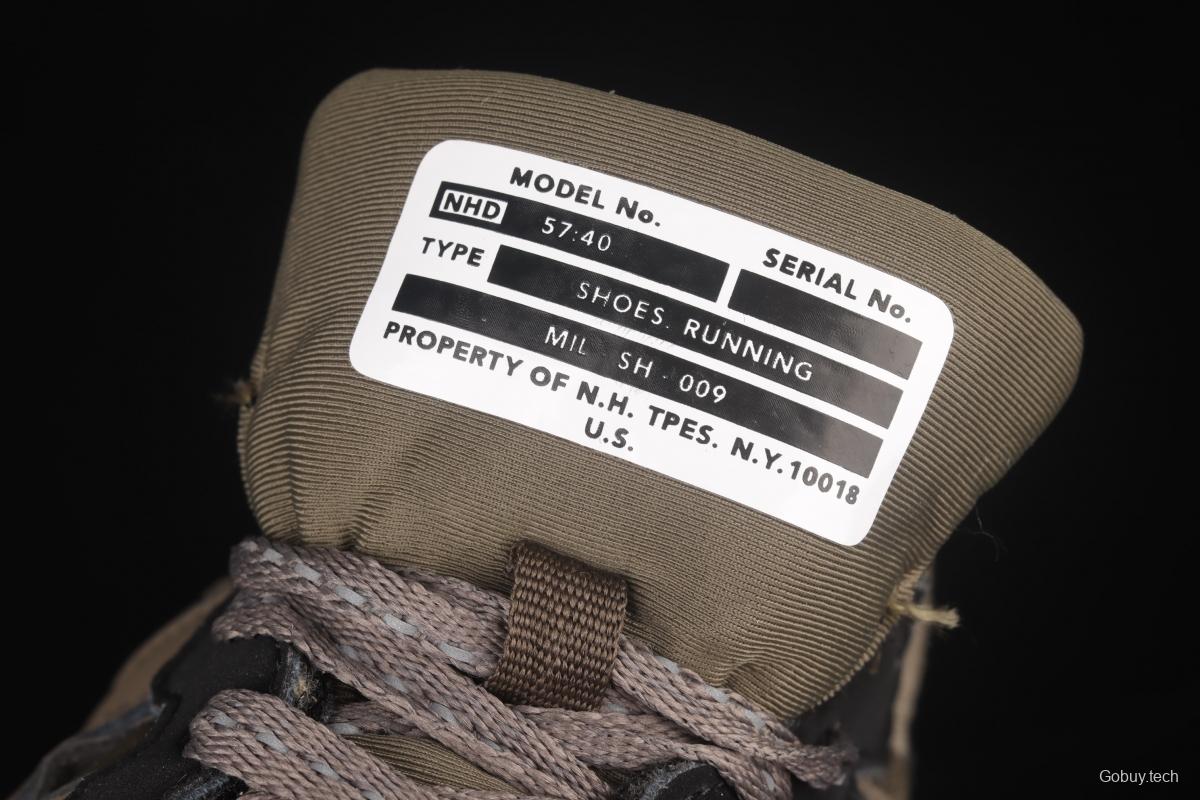 MODEL No.
NHD 57:40
SERIAL No.
TYPE SHOES. RUNNING
MIL SH - 009
PROPERTY OF N.H. TPES. N.Y.10018
U.S.
Gobuy.tech